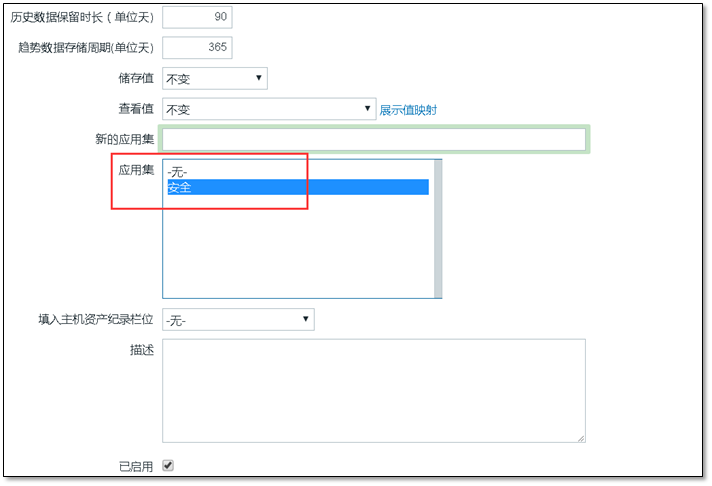 历史数据保留时长（单位天） 90
趋势数据存储周期(单位天) 365
储存值 不变
查看值 不变 展示值映射
新的应用集
应用集 -无-
安全
填入主机资产纪录栏位 -无-
描述
已启用